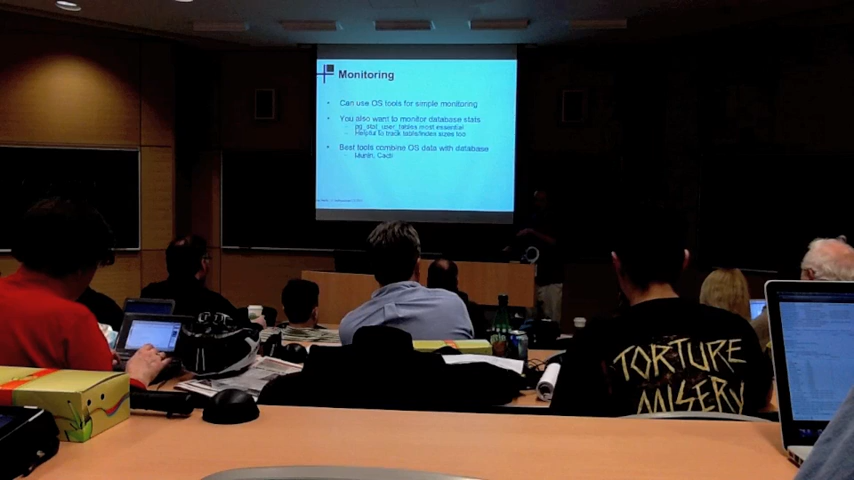 Monitoring
Can use OS tools for simple monitoring
You also want to monitor database stats
pg_stat_user_tables most essential
Helpful to track table/index sizes too
Best tools combine OS data with database
Munin, Cacti
TORTURE
MISERY